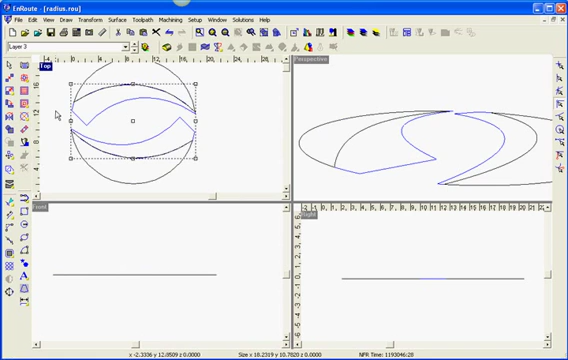 EnRoute - [radius.rou]
File Edit View Draw Transform Surface Toolpath Machining Setup Window Solutions Help
Layer 3
Top
Perspective
Front
Right
x -2.3336 y 12.8509 z 0.0000
Size x 18.2319 y 10.7820 z 0.0000
NFR Time: 1193046:28